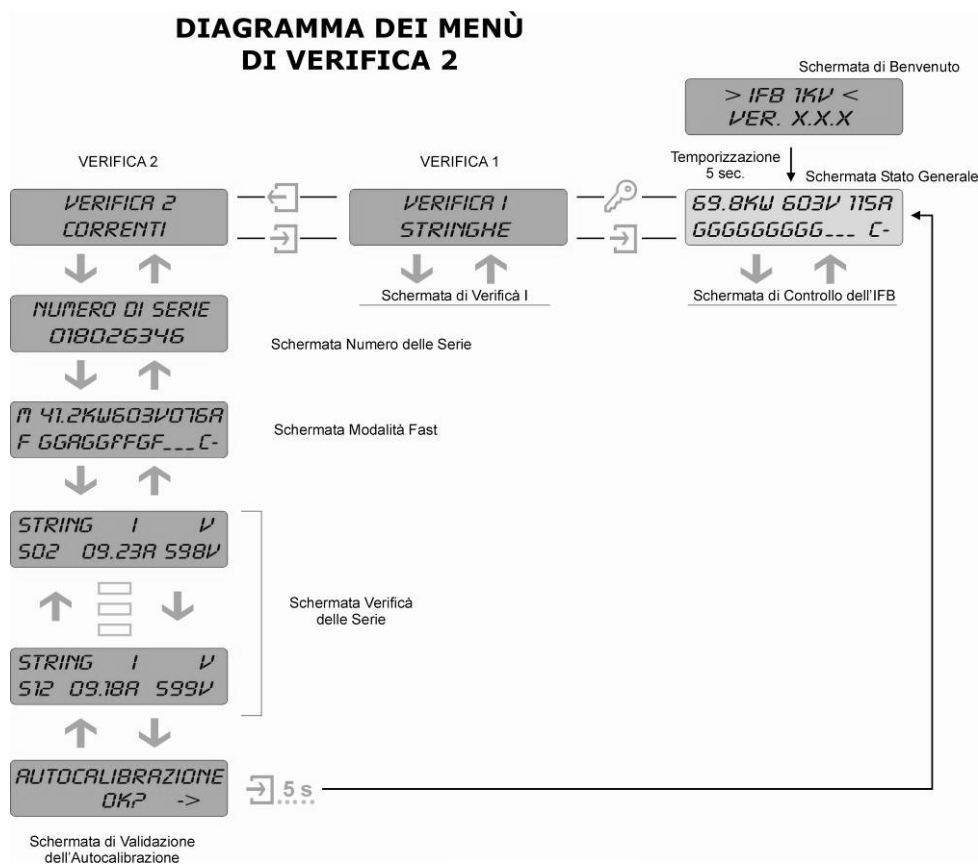 DIAGRAMMA DEI MENÙ
DI VERIFICA 2
Schermata di Benvenuto
> IFB 1KV <
VER. X.X.X
VERIFICA 2
VERIFICA 1
Temporizzazione
5 sec.
Schermata Stato Generale
VERIFICA 2
CORRENTI
VERIFICA 1
STRINGHE
69.8KW 603V 115A
GGGGGGGGG___ C-
Schermata di Verificà I
Schermata di Controllo dell'IFB
NUMERO DI SERIE
018026346
Schermata Numero delle Serie
M 41.2KW603V076A
F GGAGGFFGF___C-
Schermata Modalità Fast
STRING I V
S02 09.23A 598V
Schermata Verificà
delle Serie
STRING I V
S12 09.18A 599V
AUTOCALIBRAZIONE
OK? ->
5 s
Schermata di Validazione
dell'Autocalibrazione